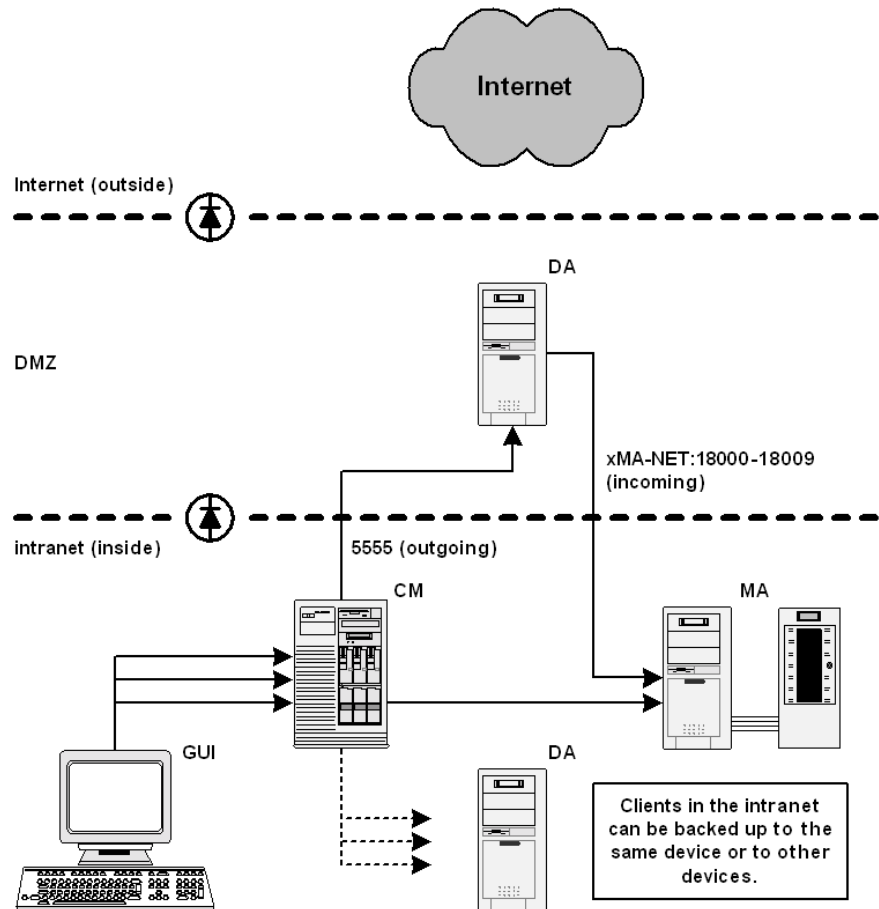 Internet
Internet (outside)
DA
DMZ
xMA-NET:18000-18009
(incoming)
intranet (inside)
5555 (outgoing)
CM
MA
GUI
DA
Clients in the intranet
can be backed up to the
same device or to other
devices.